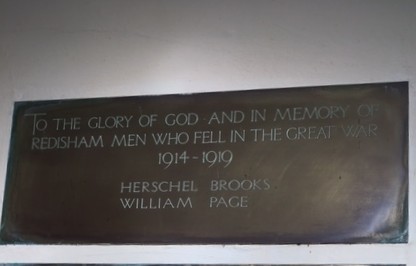 TO THE GLORY OF GOD AND IN MEMORY OF
REDISHAM MEN WHO FELL IN THE GREAT WAR
1914-1919
HERSCHEL BROOKS.
WILLIAM PAGE